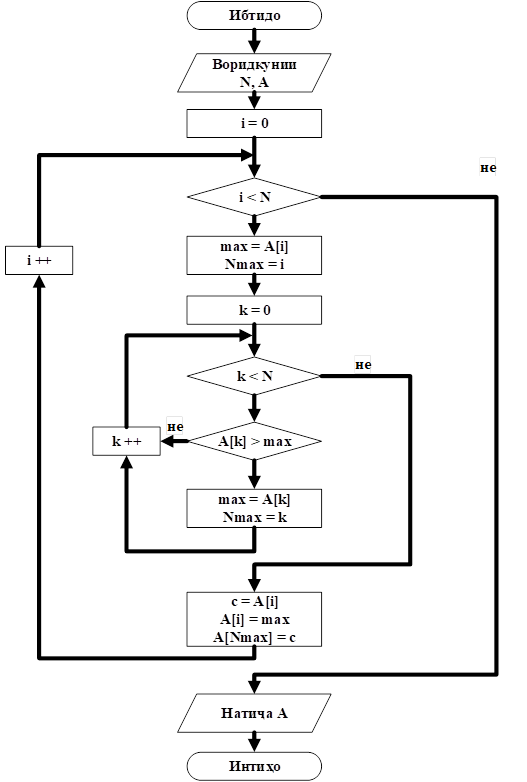 Ибтидо
Воридкунии
N, A
i = 0
не
i < N
max = A[i]
Nmax = i
i ++
k = 0
не
k < N
не
A[k] > max
k ++
max = A[k]
Nmax = k
c = A[i]
A[i] = max
A[Nmax] = c
Натиҷа A
Интиҳо